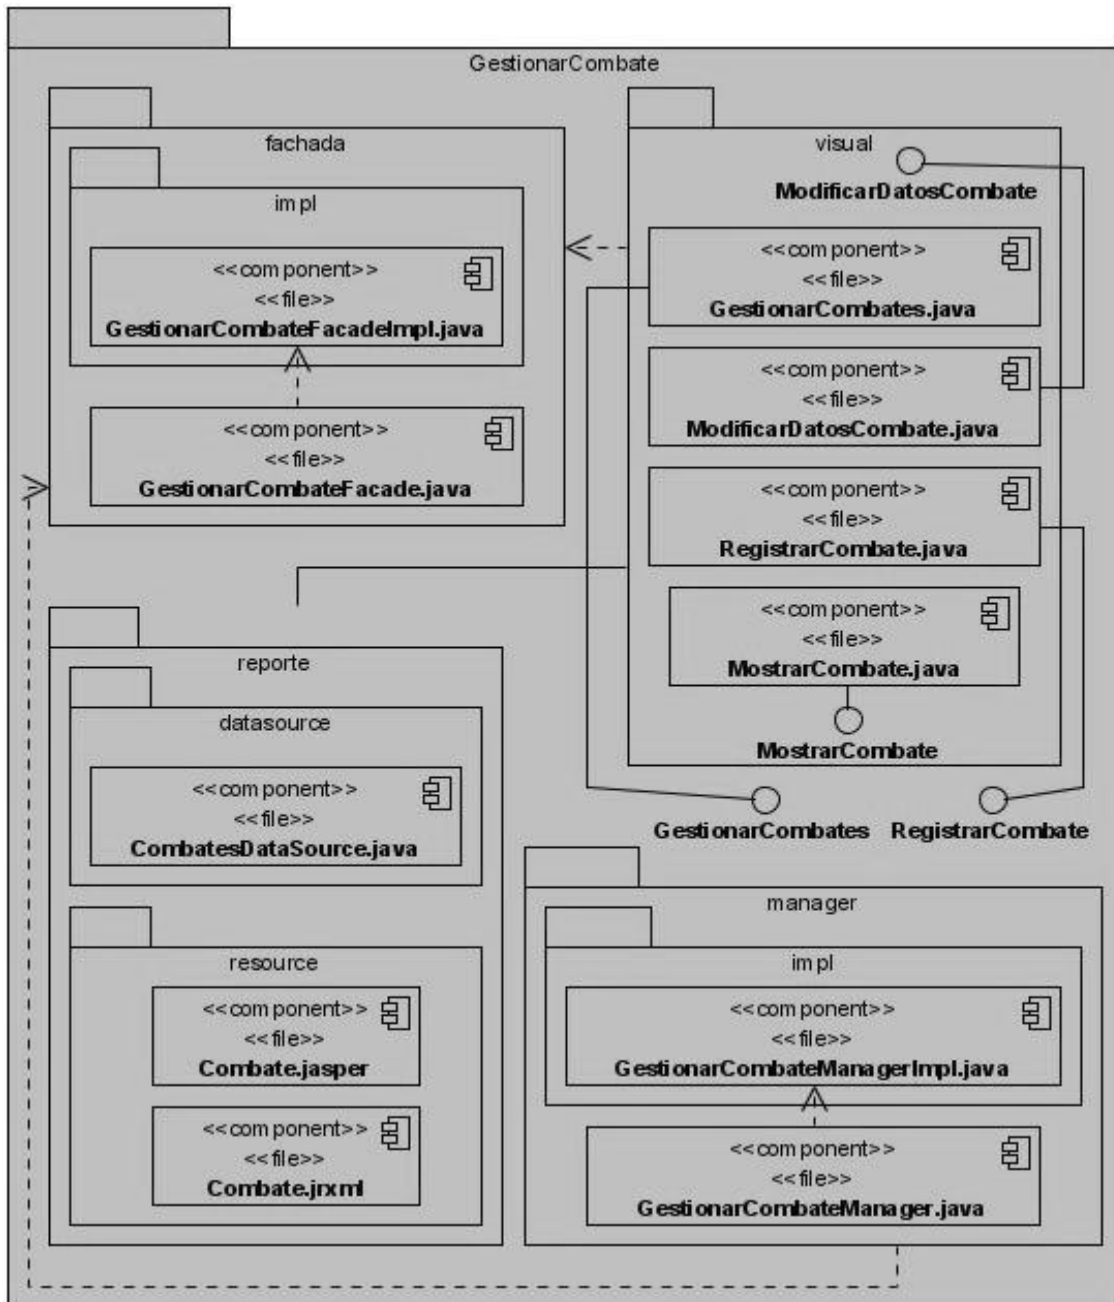 GestionarCombate
fachada
impl
<<component>>
<<file>>
GestionarCombateFacadeImpl.java
<<component>>
<<file>>
GestionarCombateFacade.java
visual
ModificarDatosCombate
<<component>>
<<file>>
GestionarCombates.java
<<component>>
<<file>>
ModificarDatosCombate.java
<<component>>
<<file>>
RegistrarCombate.java
<<component>>
<<file>>
MostrarCombate.java
MostrarCombate
GestionarCombates
RegistrarCombate
reporte
datasource
<<component>>
<<file>>
CombatesDataSource.java
resource
<<component>>
<<file>>
Combate.jasper
<<component>>
<<file>>
Combate.jrxml
manager
impl
<<component>>
<<file>>
GestionarCombateManagerImpl.java
<<component>>
<<file>>
GestionarCombateManager.java